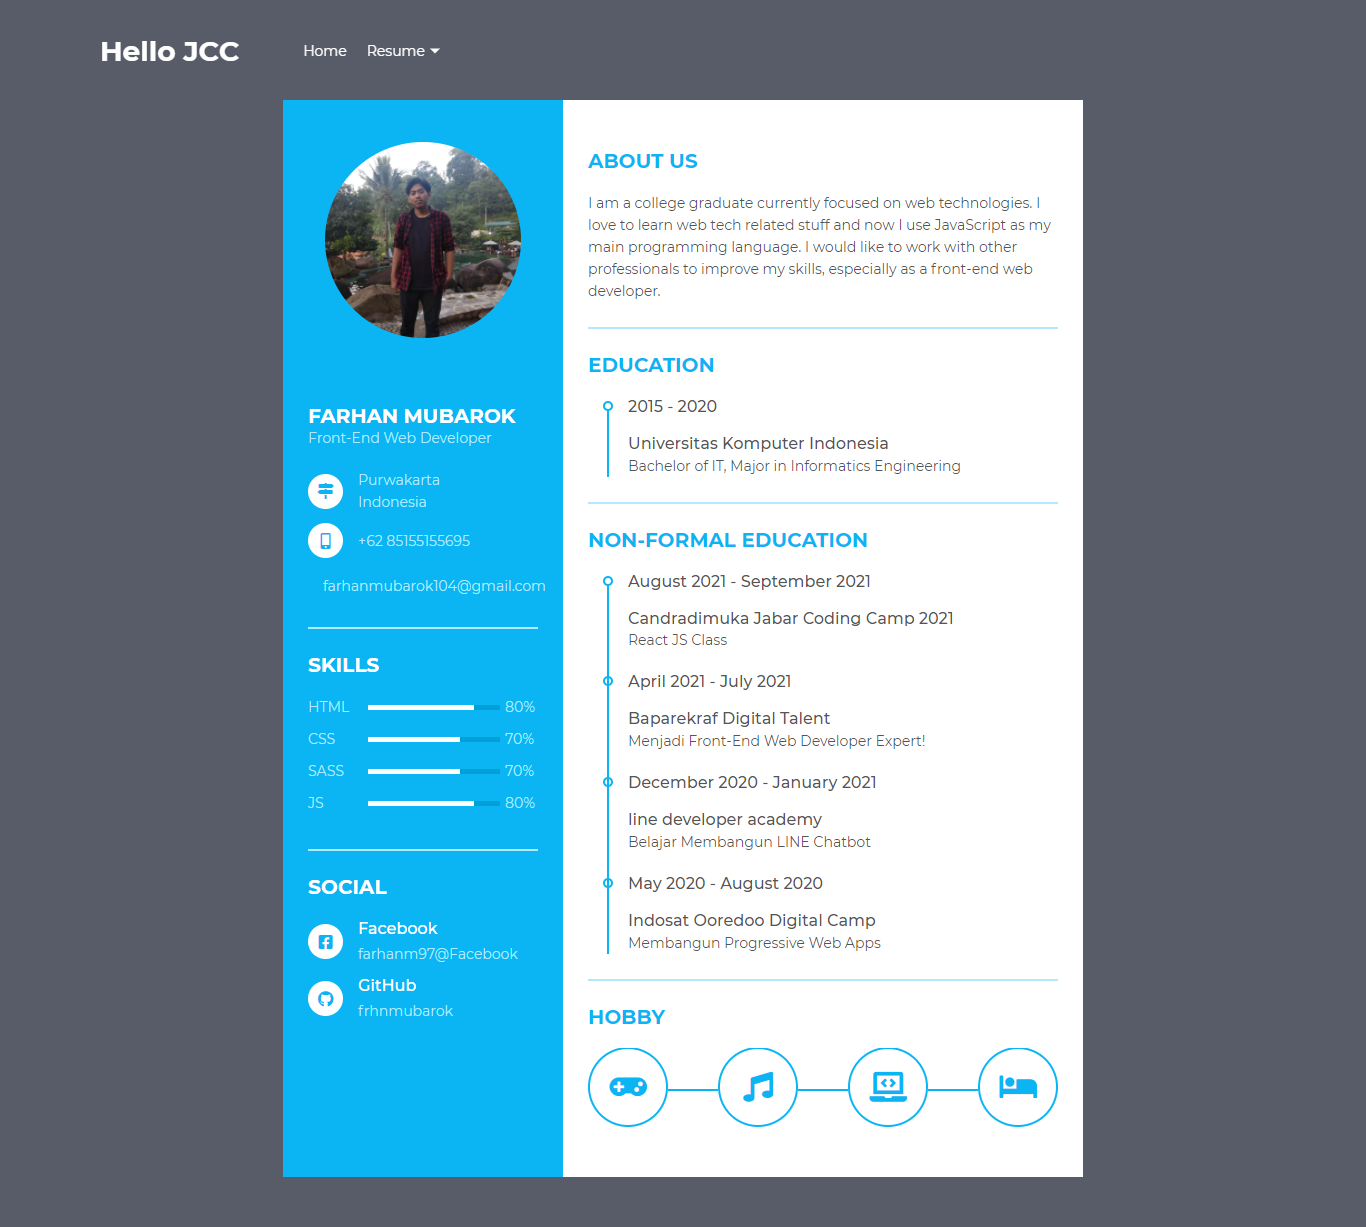 Hello JCC
Home
Resume
FARHAN MUBAROK
Front-End Web Developer
Purwakarta
Indonesia
+62 85155155695
farhanmubarok104@gmail.com
SKILLS
HTML 80%
CSS 70%
SASS 70%
JS 80%
SOCIAL
Facebook
farhanm97@Facebook
GitHub
frhnmubarok
ABOUT US
I am a college graduate currently focused on web technologies. I
love to learn web tech related stuff and now I use JavaScript as my
main programming language. I would like to work with other
professionals to improve my skills, especially as a front-end web
developer.
EDUCATION
2015 - 2020
Universitas Komputer Indonesia
Bachelor of IT, Major in Informatics Engineering
NON-FORMAL EDUCATION
August 2021 - September 2021
Candradimuka Jabar Coding Camp 2021
React JS Class
April 2021 - July 2021
Baparekraf Digital Talent
Menjadi Front-End Web Developer Expert!
December 2020 - January 2021
line developer academy
Belajar Membangun LINE Chatbot
May 2020 - August 2020
Indosat Ooredoo Digital Camp
Membangun Progressive Web Apps
HOBBY